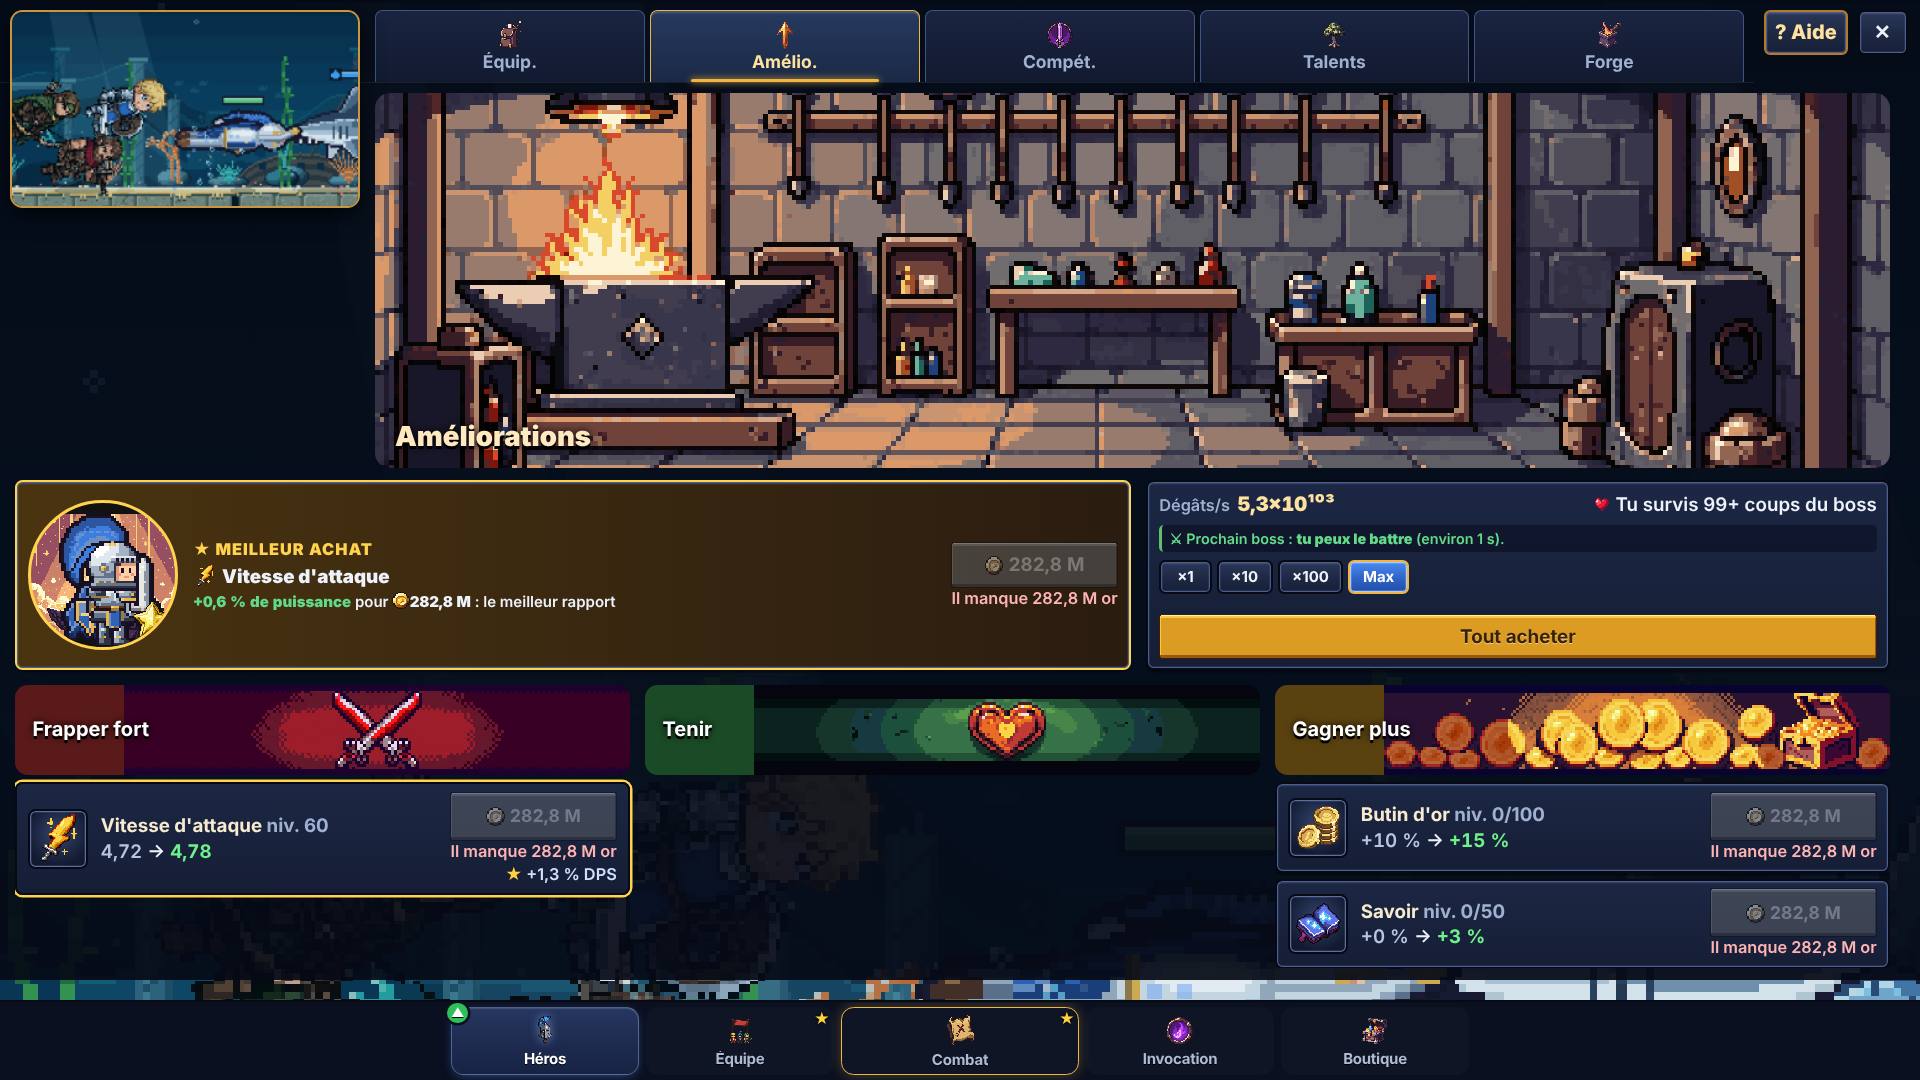 Équip.
Amélio.
Compét.
Talents
Forge
? Aide
×
Améliorations
★ MEILLEUR ACHAT
Vitesse d'attaque
+0,6 % de puissance pour 282,8 M : le meilleur rapport
282,8 M
Il manque 282,8 M or
Dégâts/s 5,3×10¹⁰³
Tu survis 99+ coups du boss
⚔ Prochain boss : tu peux le battre (environ 1 s).
×1
×10
×100
Max
Tout acheter
Frapper fort
Tenir
Gagner plus
Vitesse d'attaque niv. 60
4,72 → 4,78
282,8 M
Il manque 282,8 M or
★ +1,3 % DPS
Butin d'or niv. 0/100
+10 % → +15 %
282,8 M
Il manque 282,8 M or
Savoir niv. 0/50
+0 % → +3 %
282,8 M
Il manque 282,8 M or
Héros
Équipe
Combat
Invocation
Boutique